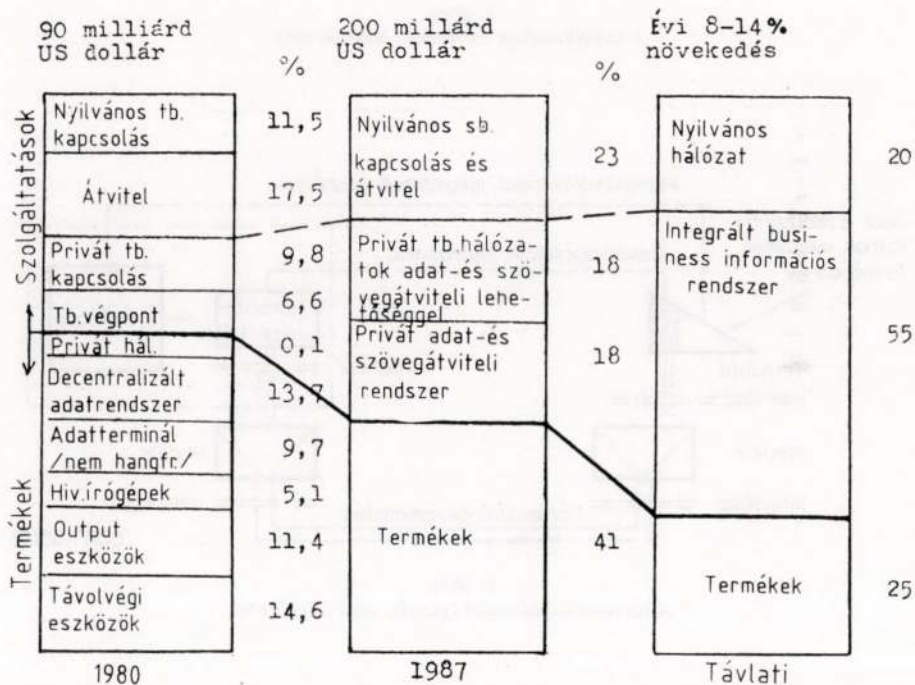 90 milliárd
US dollár
%
Nyilvános tb.
kapcsolás
11,5
Átvitel
17,5
Privát tb.
kapcsolás
9,8
Tb.végpont
6,6
Privát hál.
0,1
Decentralizált
adatrendszer
13,7
Adatterminál
/nem hangfr./
9,7
Hiv.írógépek
5,1
Output
eszközök
11,4
Távolvégi
eszközök
14,6
1980
Szolgáltatások
Termékek
200 milliárd
US dollár
%
Nyilvános sb.
kapcsolás és
átvitel
23
Privát tb.hálóza-
tok adat-és szö-
vegátviteli lehe-
tőséggel
18
Privát adat-és
szövegátviteli
rendszer
18
Termékek
41
1987
Évi 8-14%
növekedés
Nyilvános
hálózat
20
Integrált busi-
ness információs
rendszer
55
Termékek
25
Távlati